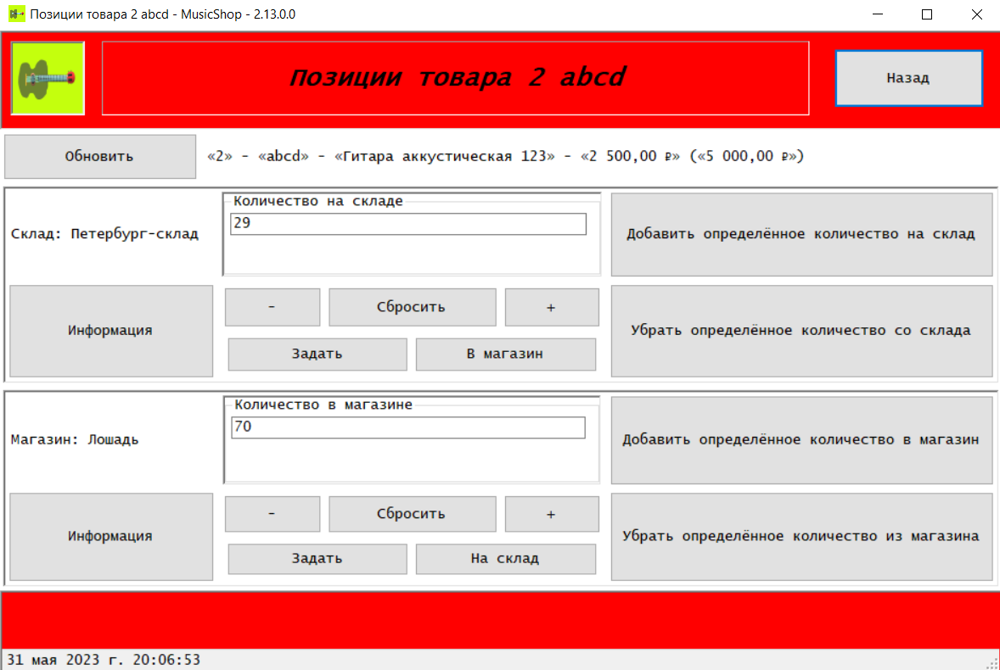 Позиции товара 2 abcd - MusicShop - 2.13.0.0
Позиции товара 2 abcd
Назад
Обновить
«2» - «abcd» - «Гитара аккустическая 123» - «2 500,00 ₽» («5 000,00 ₽»)
Склад: Петербург-склад
Количество на складе
29
Добавить определённое количество на склад
Информация
-
Сбросить
+
Задать
В магазин
Убрать определённое количество со склада
Магазин: Лошадь
Количество в магазине
70
Добавить определённое количество в магазин
Информация
-
Сбросить
+
Задать
На склад
Убрать определённое количество из магазина
31 мая 2023 г. 20:06:53